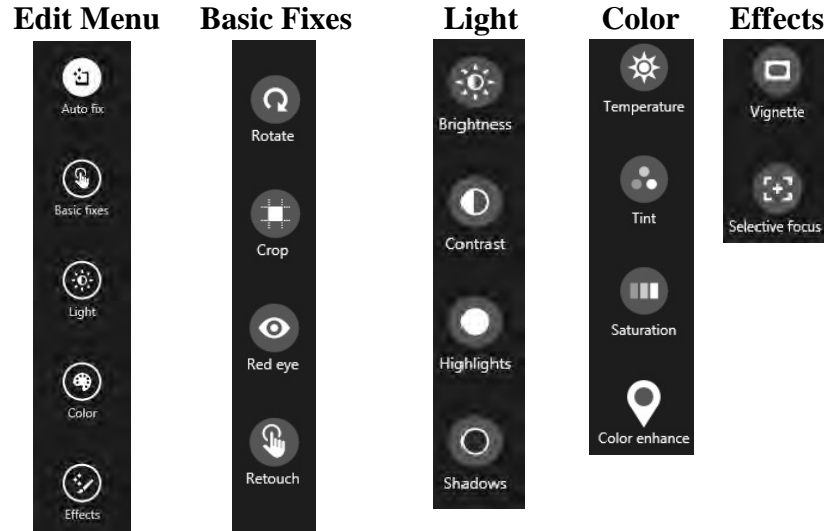 Edit Menu
Auto fix
Basic fixes
Light
Color
Effects
Basic Fixes
Rotate
Crop
Red eye
Retouch
Light
Brightness
Contrast
Highlights
Shadows
Color
Temperature
Tint
Saturation
Color enhance
Effects
Vignette
Selective focus